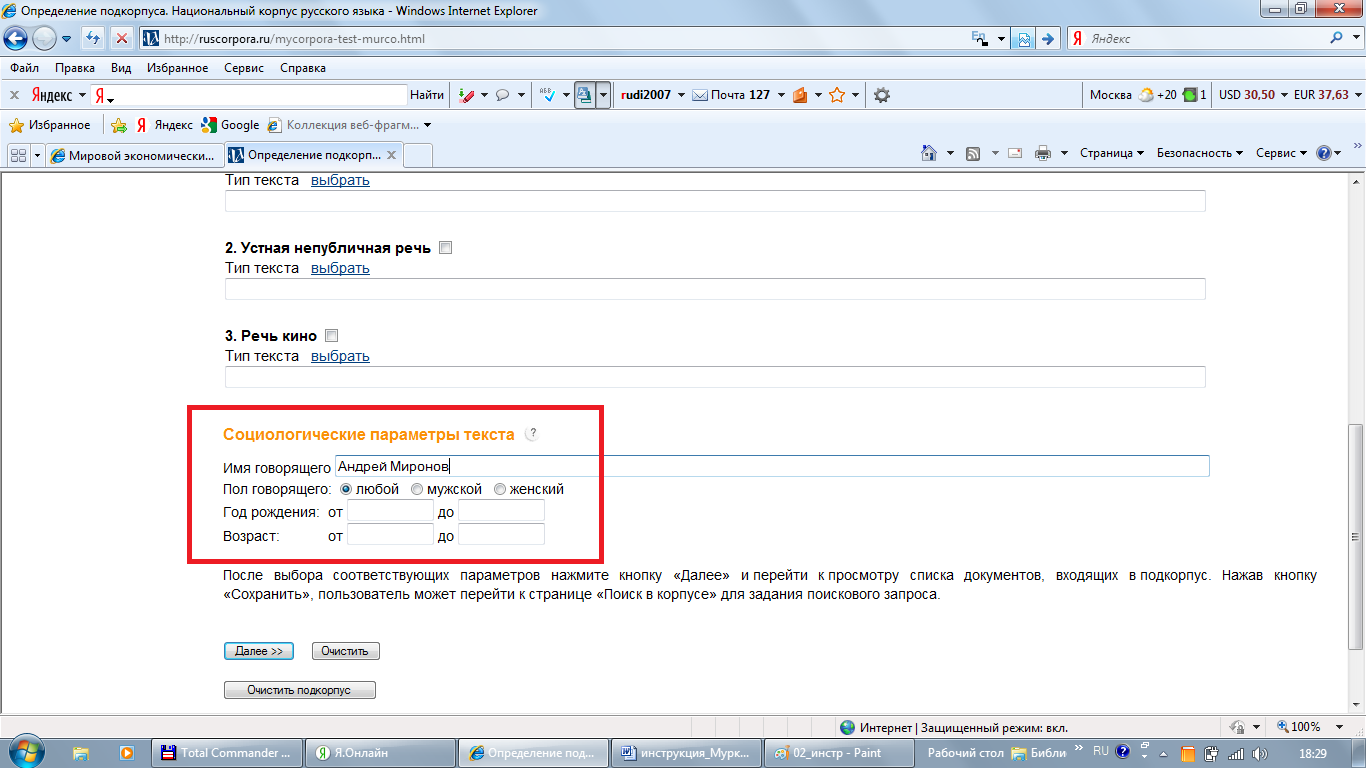 Определение подкорпуса. Национальный корпус русского языка - Windows Internet Explorer
http://ruscorpora.ru/mycorpora-test-murco.html
En
Я Яндекс
Файл Правка Вид Избранное Сервис Справка
x Яндекс Я Найти ABB rudi2007 Почта 127 Москва +20 1 USD 30,50 EUR 37,63
Избранное Я Яндекс Google Коллекция веб-фрагм...
Мировой экономически... Определение подкорп... x Страница Безопасность Сервис »
Тип текста выбрать
2. Устная непубличная речь
Тип текста выбрать
3. Речь кино
Тип текста выбрать
Социологические параметры текста ?
Имя говорящего Андрей Миронов
Пол говорящего: любой мужской женский
Год рождения: от до
Возраст: от до
После выбора соответствующих параметров нажмите кнопку «Далее» и перейти к просмотру списка документов, входящих в подкорпус. Нажав кнопку
«Сохранить», пользователь может перейти к странице «Поиск в корпусе» для задания поискового запроса.
Далее >> Очистить
Очистить подкорпус
Интернет | Защищенный режим: вкл. 100%
Total Commander ... Я.Онлайн Определение под... инструкция_Мурк... 02_инстр - Paint Рабочий стол Библи » RU 18:29